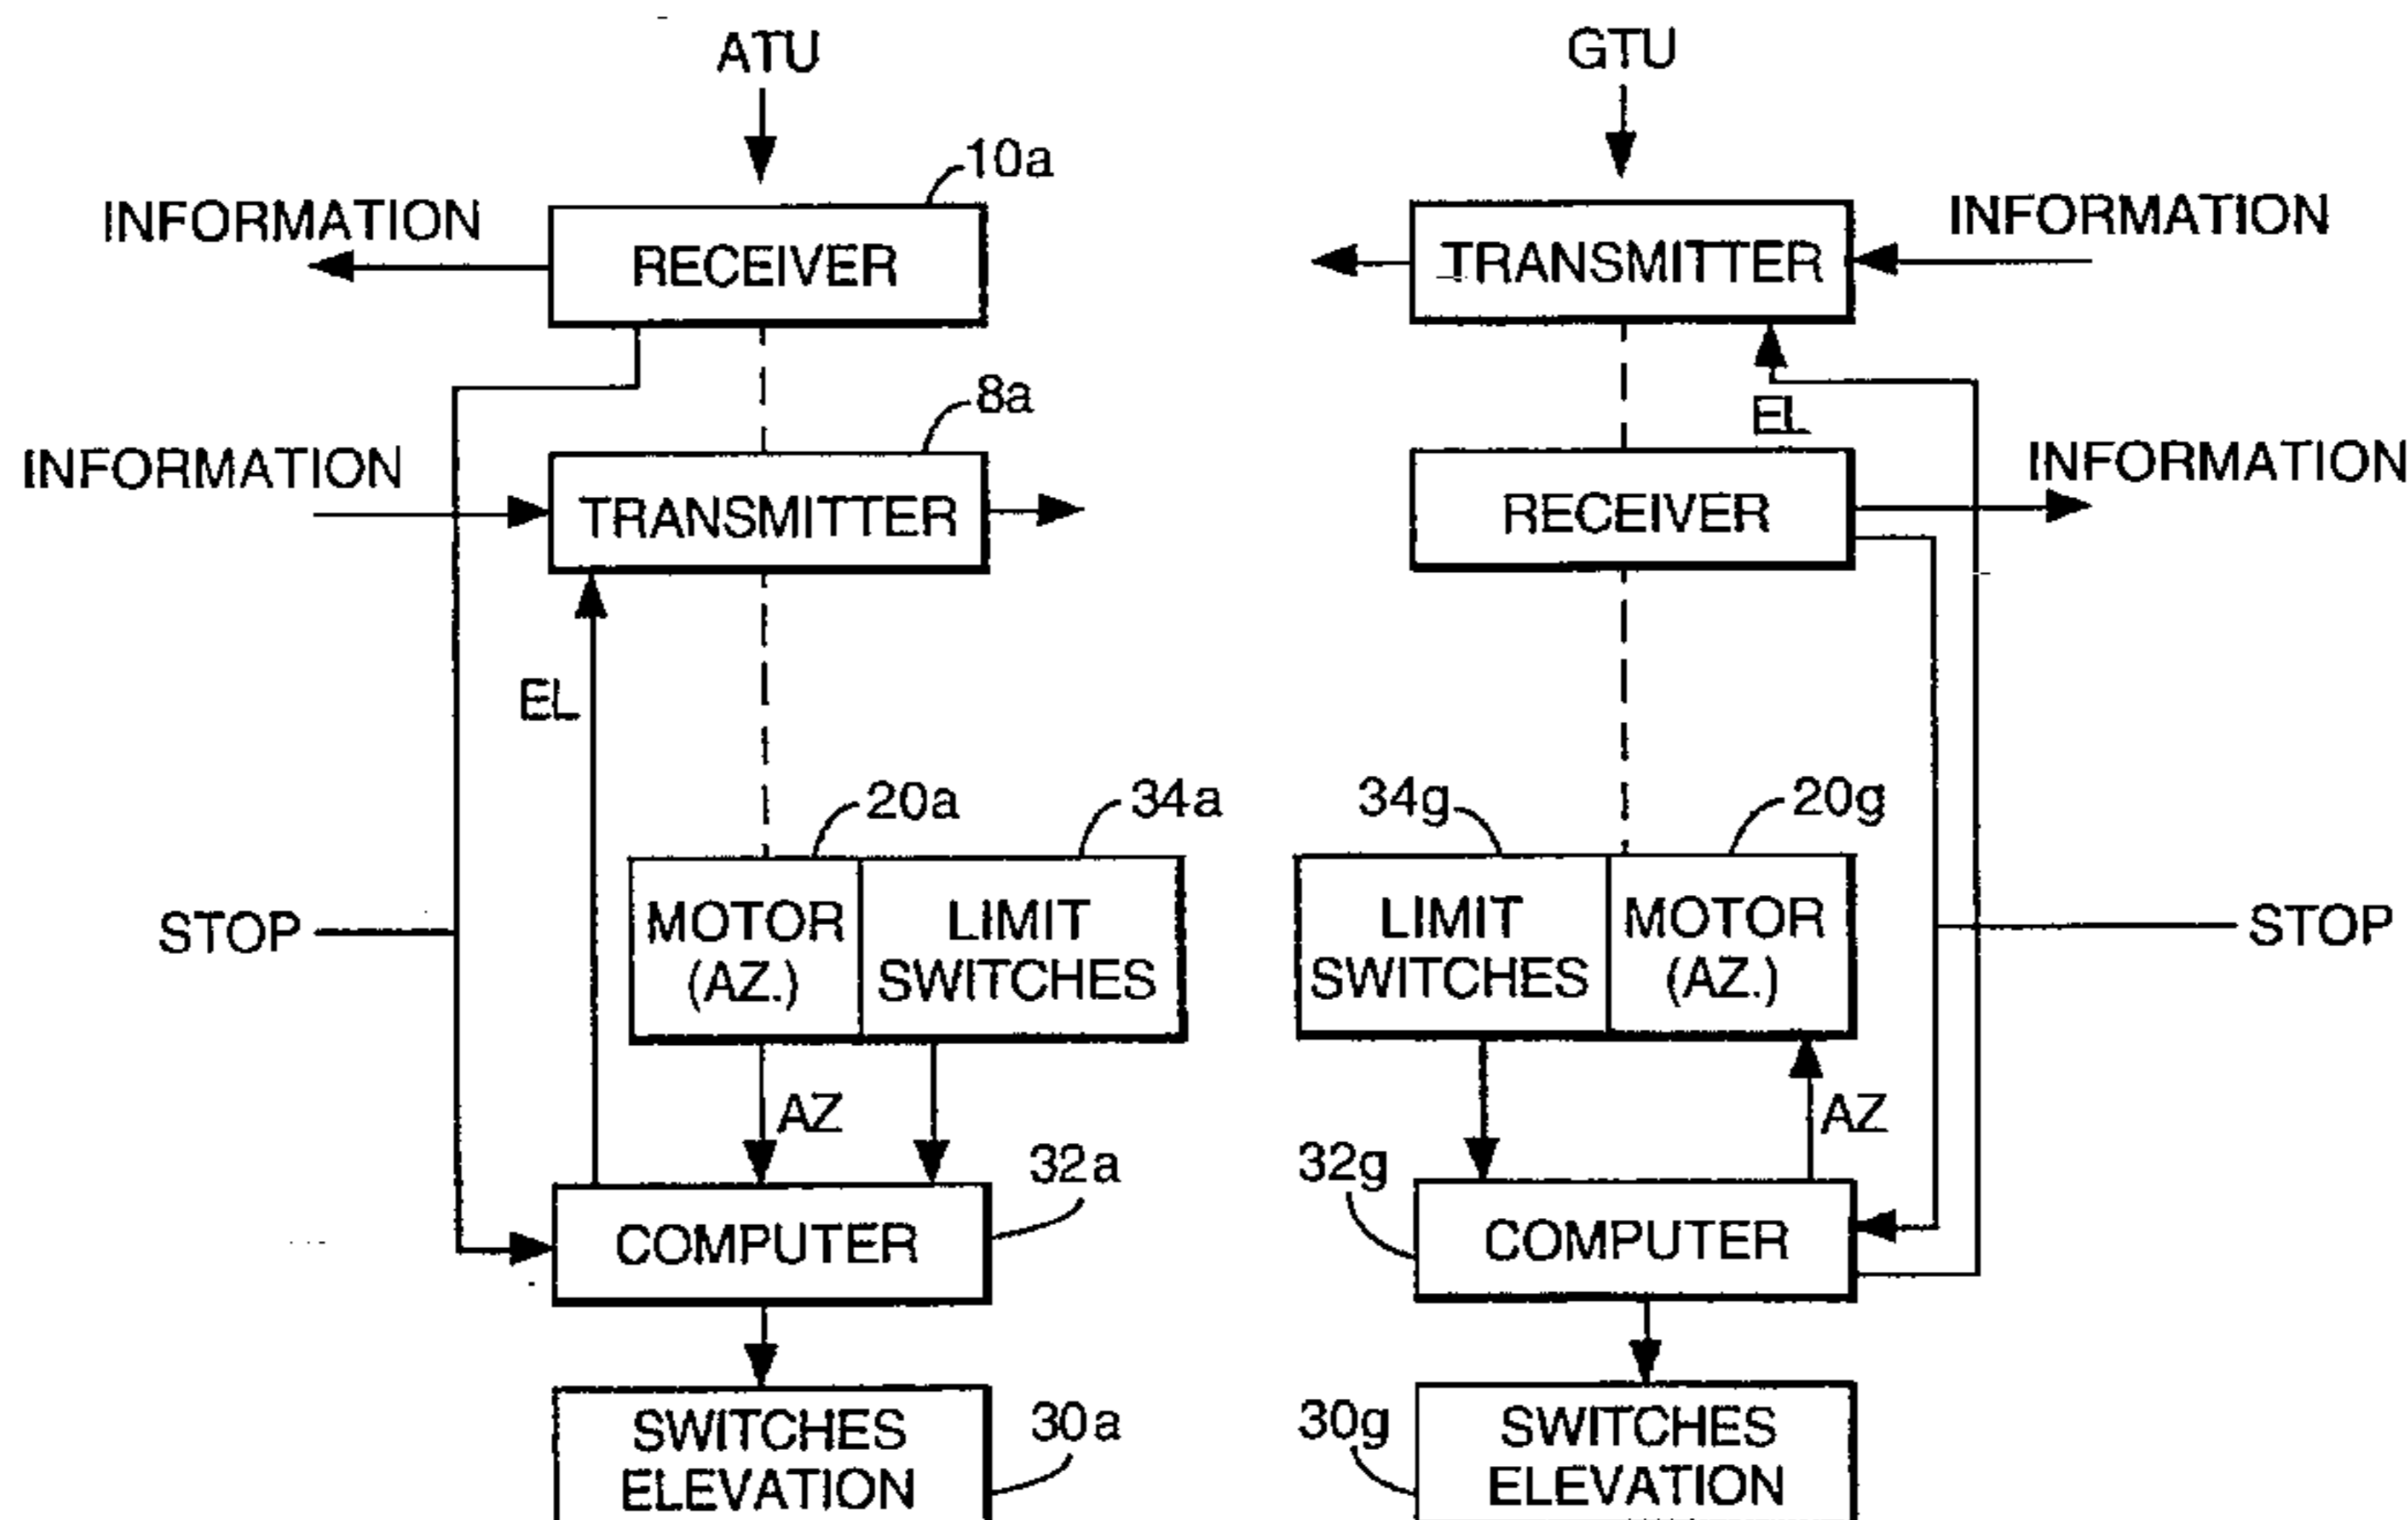 ATU
GTU
10a
INFORMATION
RECEIVER
TRANSMITTER
INFORMATION
8a
EL
INFORMATION
TRANSMITTER
RECEIVER
INFORMATION
EL
20a
34a
34g
20g
STOP
MOTOR
(AZ.)
LIMIT
SWITCHES
LIMIT
SWITCHES
MOTOR
(AZ.)
STOP
AZ
AZ
32a
32g
COMPUTER
COMPUTER
SWITCHES
ELEVATION
30a
30g
SWITCHES
ELEVATION